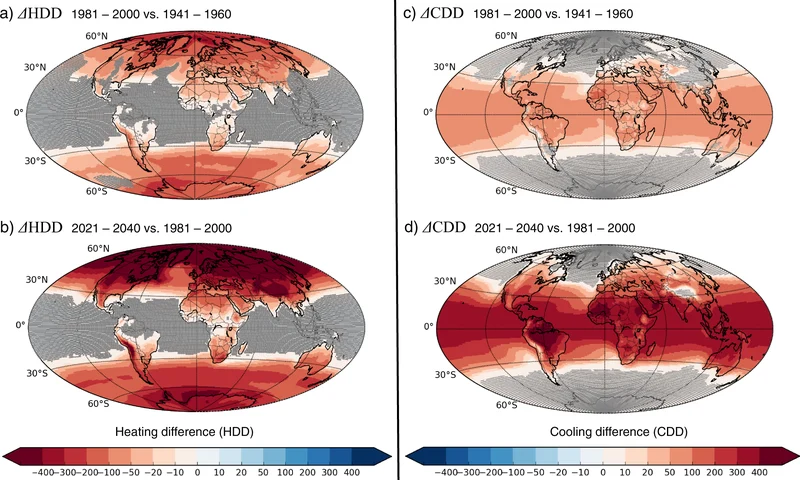 a) ΔHDD 1981 – 2000 vs. 1941 – 1960
60°N
30°N
0°
30°S
60°S
b) ΔHDD 2021 – 2040 vs. 1981 – 2000
60°N
30°N
0°
30°S
60°S
Heating difference (HDD)
−400−300−200−100 −50 −20 −10 0 10 20 50 100 200 300 400
c) ΔCDD 1981 – 2000 vs. 1941 – 1960
60°N
30°N
0°
30°S
60°S
d) ΔCDD 2021 – 2040 vs. 1981 – 2000
60°N
30°N
0°
30°S
60°S
Cooling difference (CDD)
−400−300−200−100 −50 −20 −10 0 10 20 50 100 200 300 400